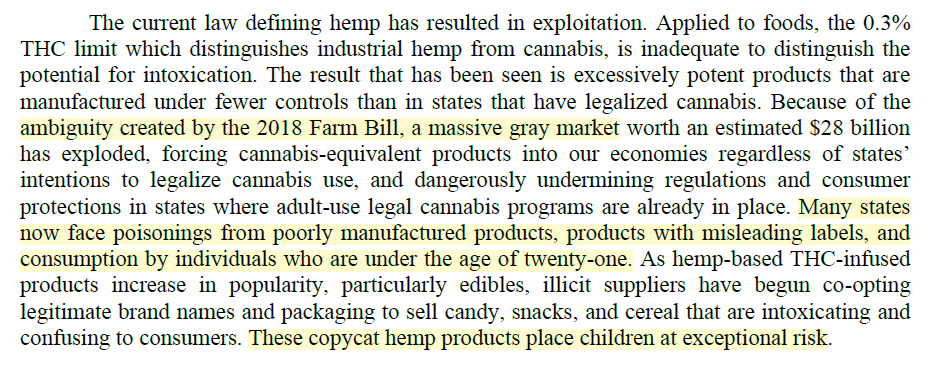 The current law defining hemp has resulted in exploitation. Applied to foods, the 0.3%
THC limit which distinguishes industrial hemp from cannabis, is inadequate to distinguish the
potential for intoxication. The result that has been seen is excessively potent products that are
manufactured under fewer controls than in states that have legalized cannabis. Because of the
ambiguity created by the 2018 Farm Bill, a massive gray market worth an estimated $28 billion
has exploded, forcing cannabis-equivalent products into our economies regardless of states’
intentions to legalize cannabis use, and dangerously undermining regulations and consumer
protections in states where adult-use legal cannabis programs are already in place. Many states
now face poisonings from poorly manufactured products, products with misleading labels, and
consumption by individuals who are under the age of twenty-one. As hemp-based THC-infused
products increase in popularity, particularly edibles, illicit suppliers have begun co-opting
legitimate brand names and packaging to sell candy, snacks, and cereal that are intoxicating and
confusing to consumers. These copycat hemp products place children at exceptional risk.